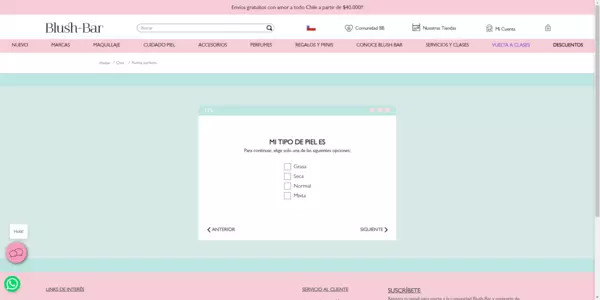 Envíos gratuitos con amor a todo Chile a partir de $40.000!!
Blush-Bar
Buscar
Comunidad BB
Nuestras Tiendas
Mi Cuenta
NUEVO
MARCAS
MAQUILLAJE
CUIDADO PIEL
ACCESORIOS
PERFUMES
REGALOS Y MINIS
CONOCE BLUSH BAR
SERVICIOS Y CLASES
VUELTA A CLASES
DESCUENTOS
MI TIPO DE PIEL ES
Para continuar, elige solo una de las siguientes opciones:
Grasa
Seca
Normal
Mixta
ANTERIOR
SIGUIENTE
Hola!
LINKS DE INTERÉS
SERVICIO AL CLIENTE
SUSCRÍBETE